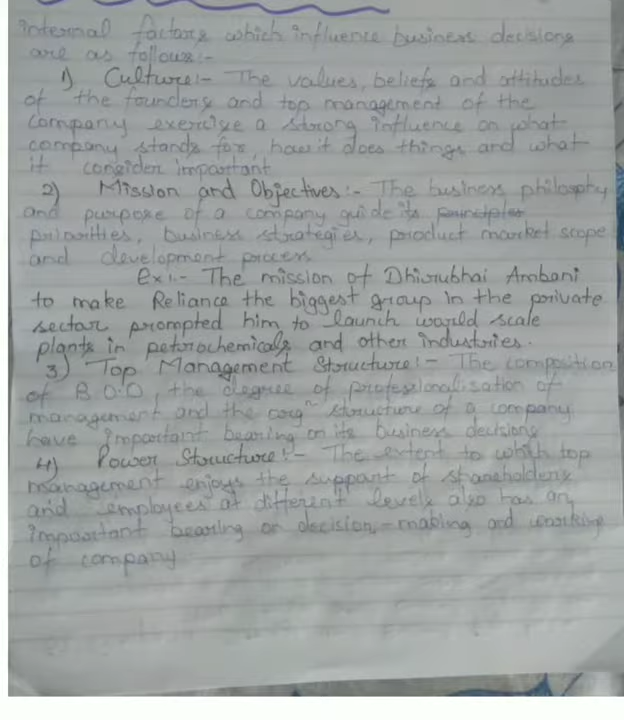 internal factors which influence business decisions
are as follows:-
1) Culture:- The values, beliefs and attitudes
of the founders and top management of the
company exercise a strong influence on what
company stands for, how it does things and what
it consider important
2) Mission and Objectives:- The business philosphy
and purpose of a company guide its principles
priorities, business strategies, product market scope
and development process
Ex:- The mission of Dhirubhai Ambani
to make Reliance the biggest group in the private
sector prompted him to launch world scale
plants in petrochemicals and other industries.
3) Top Management Structure:- The composition
of B.O.D, the degree of professionalisation of
management and the orgⁿ structure of a company
have important bearing on its business decisions
4) Power Structure:- The extent to which top
management enjoys the support of shareholders
and employees at different levels also has an
important bearing on decision-making and working
of company